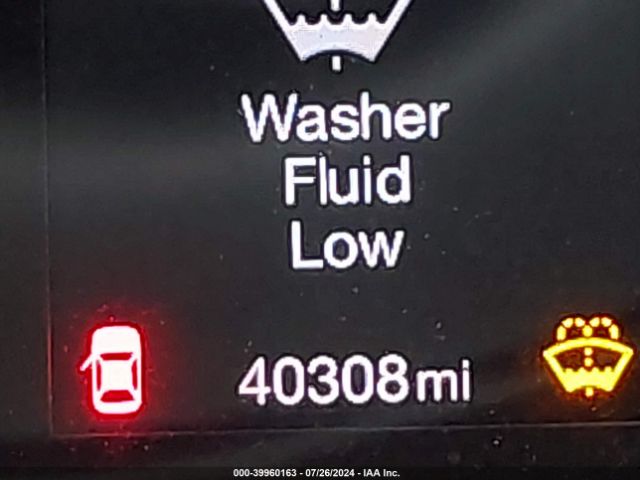 Washer
Fluid
Low
40308mi
000-39960163 - 07/26/2024 - IAA Inc.